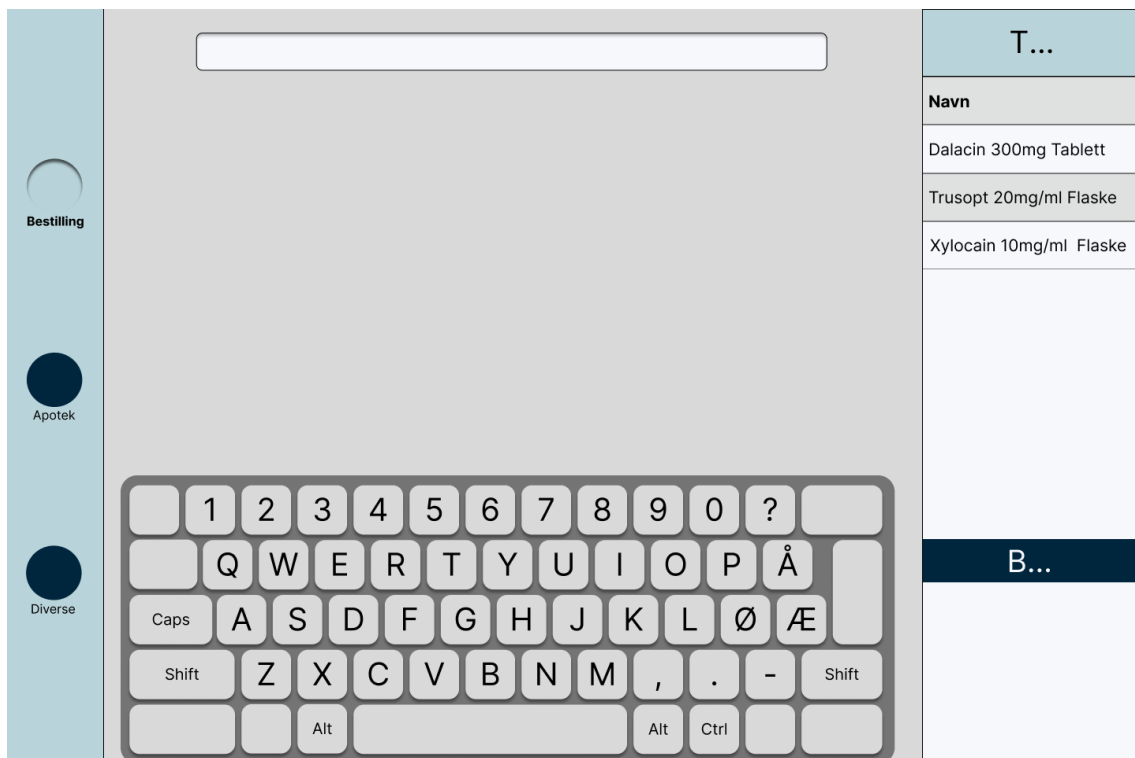 Bestilling
Apotek
Diverse
1 2 3 4 5 6 7 8 9 0 ?
Q W E R T Y U I O P Å
Caps A S D F G H J K L Ø Æ
Shift Z X C V B N M , . - Shift
Alt Alt Ctrl
T...
Navn
Dalacin 300mg Tablett
Trusopt 20mg/ml Flaske
Xylocain 10mg/ml  Flaske
B...